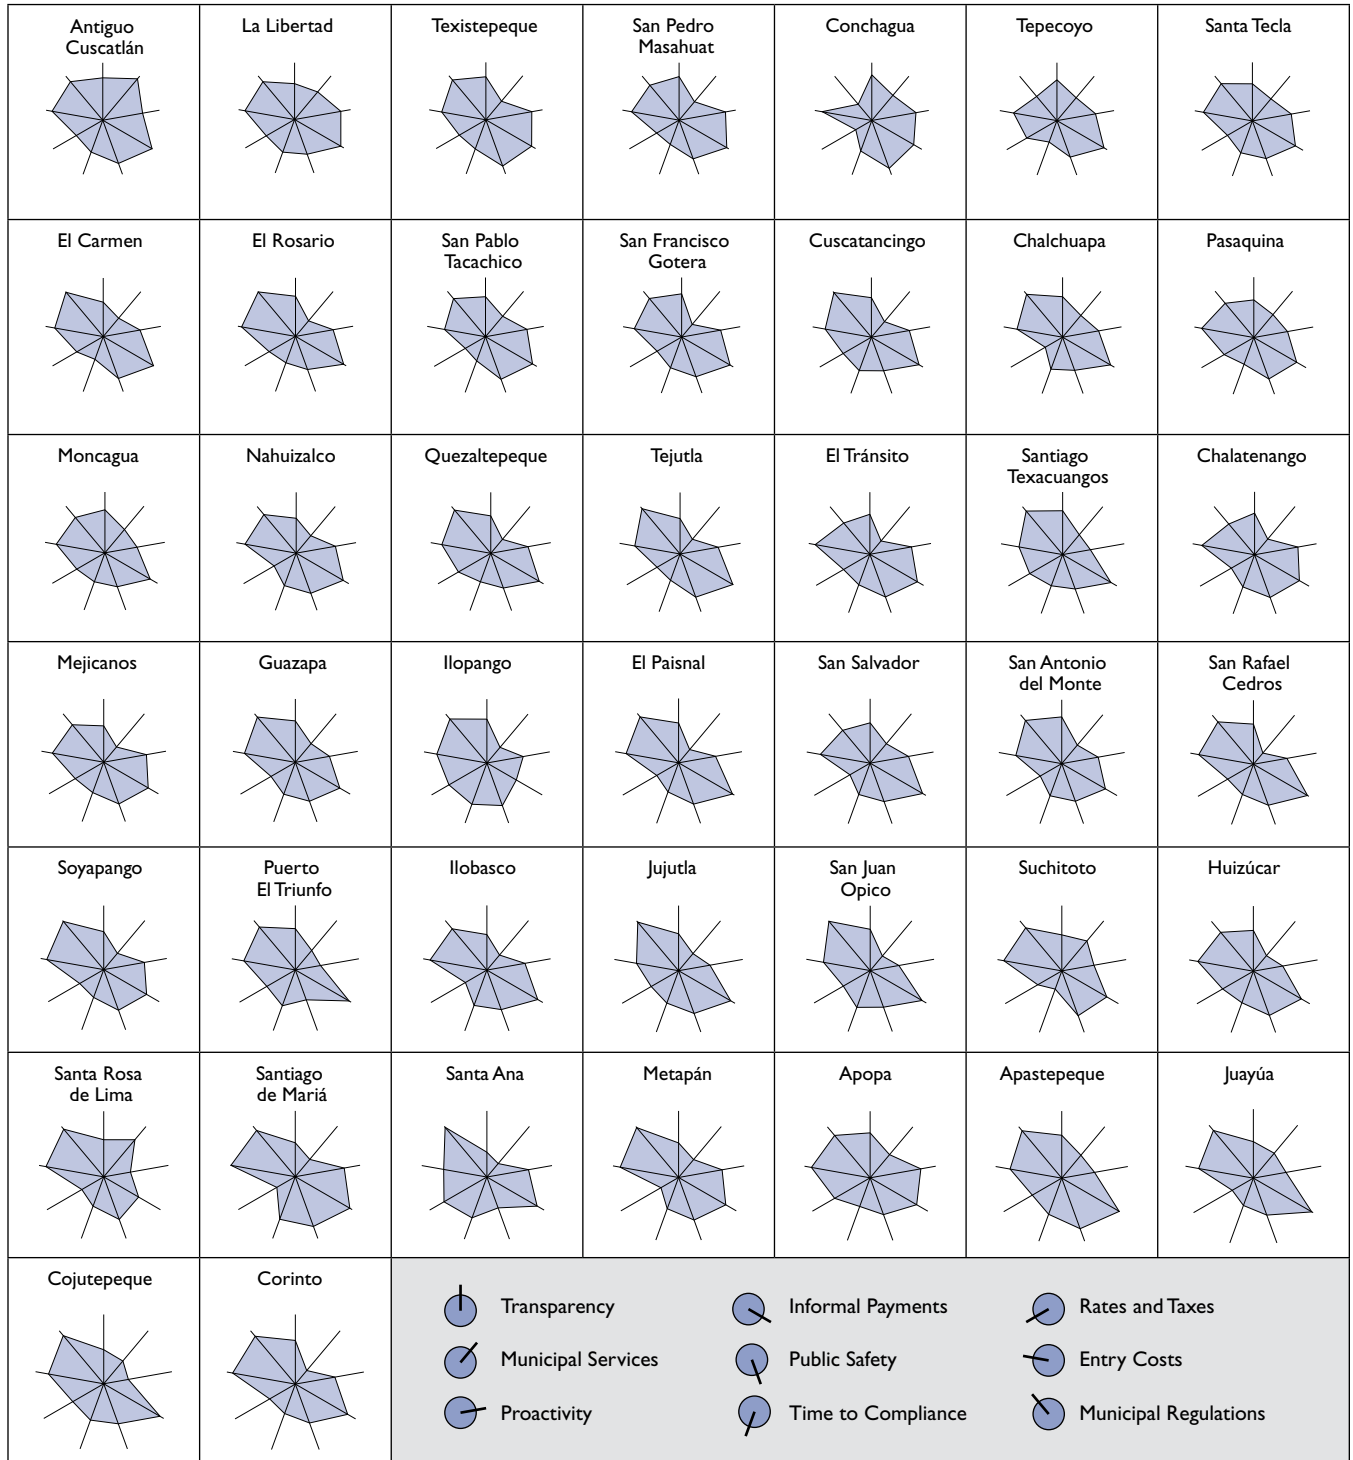 Antiguo
Cuscatlán
La Libertad
Texistepeque
San Pedro
Masahuat
Conchagua
Tepecoyo
Santa Tecla
El Carmen
El Rosario
San Pablo
Tacachico
San Francisco
Gotera
Cuscatancingo
Chalchuapa
Pasaquina
Moncagua
Nahuizalco
Quezaltepeque
Tejutla
El Tránsito
Santiago
Texacuangos
Chalatenango
Mejicanos
Guazapa
Ilopango
El Paisnal
San Salvador
San Antonio
del Monte
San Rafael
Cedros
Soyapango
Puerto
El Triunfo
Ilobasco
Jujutla
San Juan
Opico
Suchitoto
Huizúcar
Santa Rosa
de Lima
Santiago
de Mariá
Santa Ana
Metapán
Apopa
Apastepeque
Juayúa
Cojutepeque
Corinto
Transparency
Informal Payments
Rates and Taxes
Municipal Services
Public Safety
Entry Costs
Proactivity
Time to Compliance
Municipal Regulations